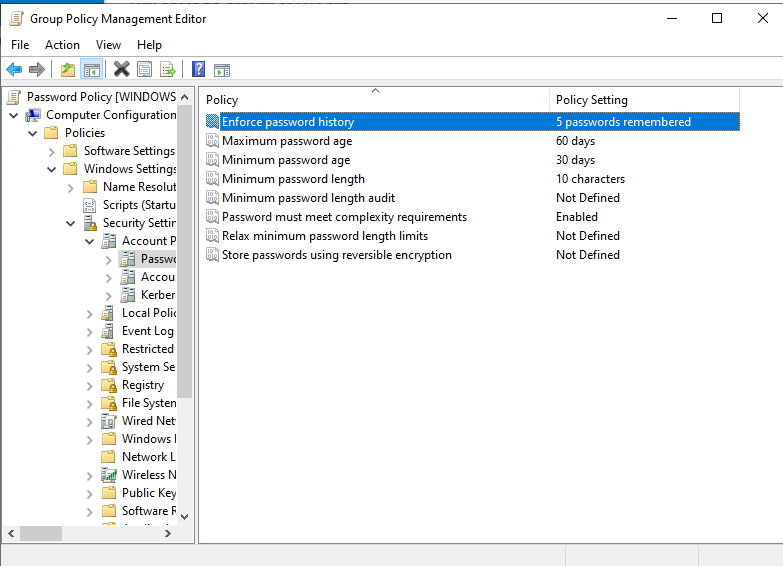 Group Policy Management Editor
File Action View Help
Password Policy [WINDOWS
Computer Configuration
Policies
Software Settings
Windows Settings
Name Resolut
Scripts (Startu
Security Settin
Account P
Passwo
Accou
Kerber
Local Polic
Event Log
Restricted
System Se
Registry
File System
Wired Net
Windows
Network L
Wireless N
Public Key
Software R
Policy Policy Setting
Enforce password history 5 passwords remembered
Maximum password age 60 days
Minimum password age 30 days
Minimum password length 10 characters
Minimum password length audit Not Defined
Password must meet complexity requirements Enabled
Relax minimum password length limits Not Defined
Store passwords using reversible encryption Not Defined